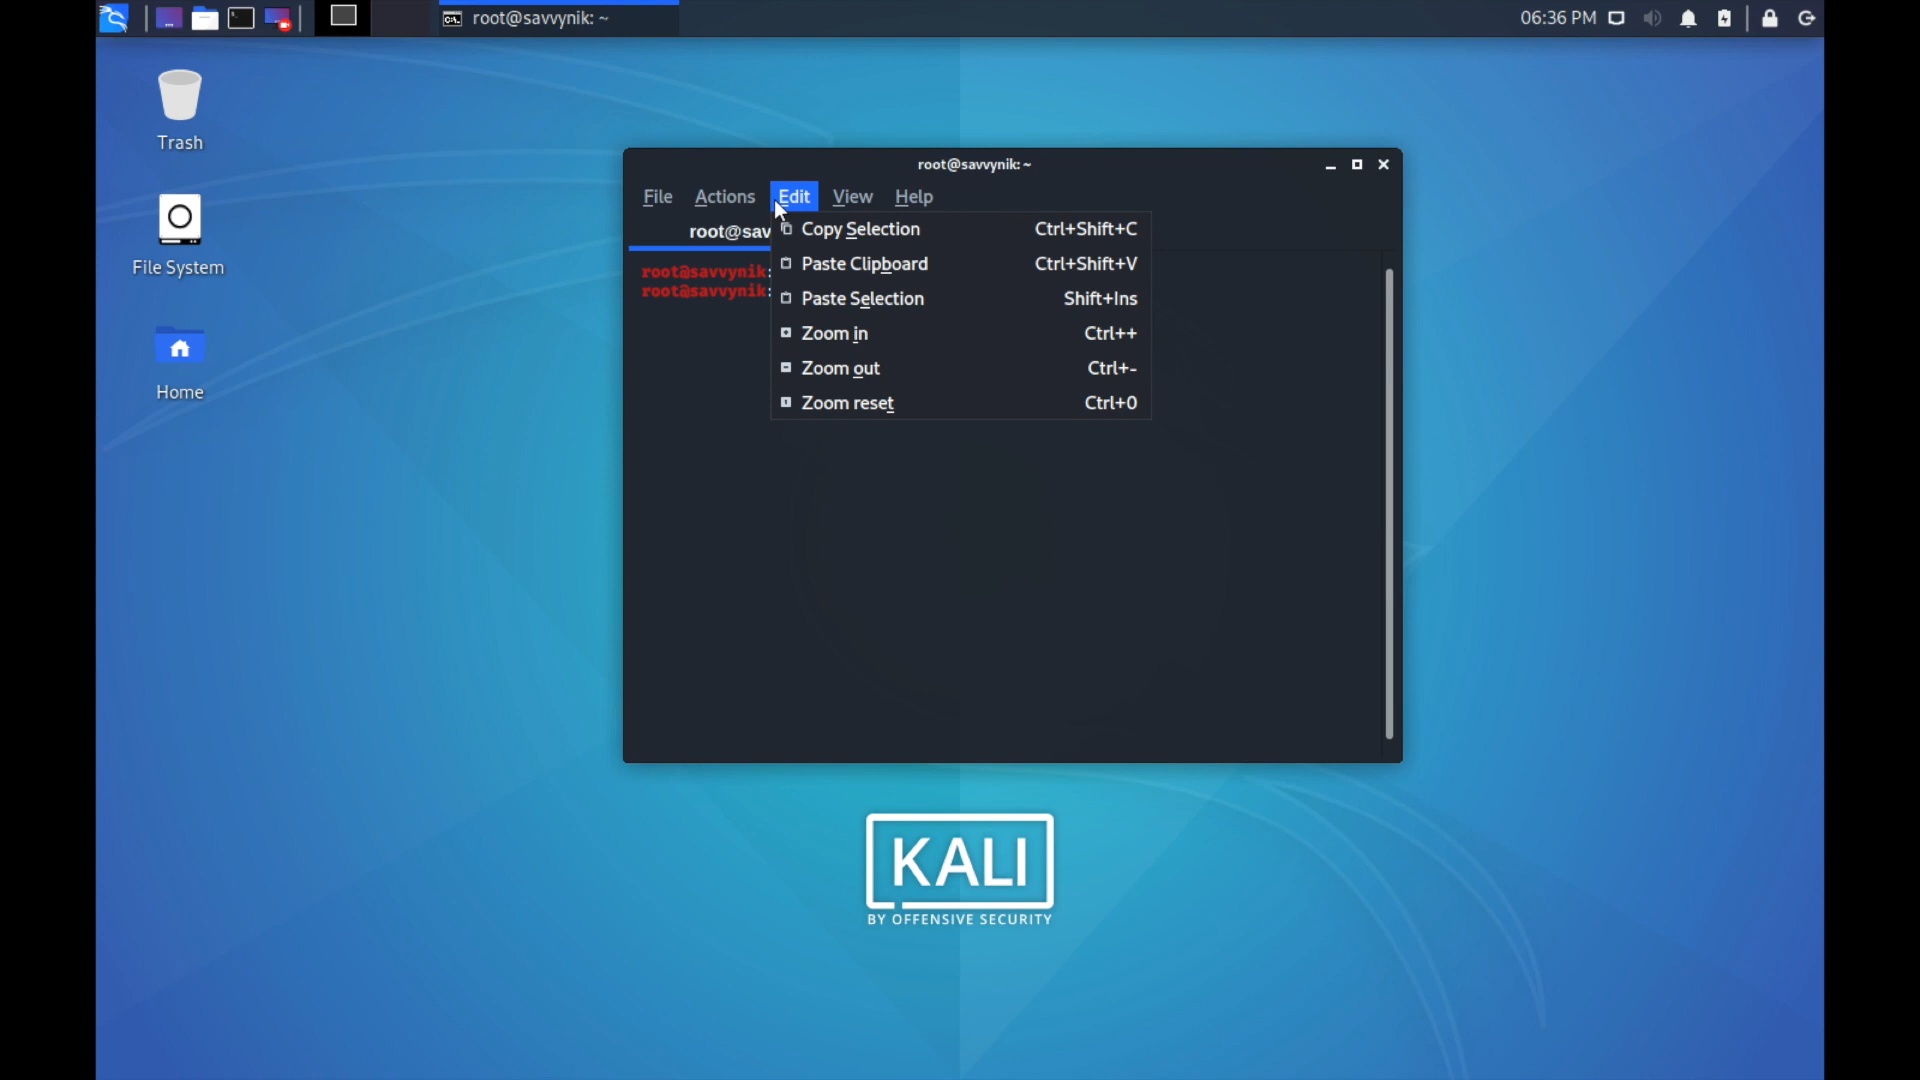 root@savvynik: ~
06:36 PM
Trash
File System
Home
root@savvynik: ~
File Actions Edit View Help
root@sav
Copy Selection Ctrl+Shift+C
Paste Clipboard Ctrl+Shift+V
Paste Selection Shift+Ins
Zoom in Ctrl++
Zoom out Ctrl+-
Zoom reset Ctrl+0
root@savvynik:
root@savvynik:
KALI
BY OFFENSIVE SECURITY